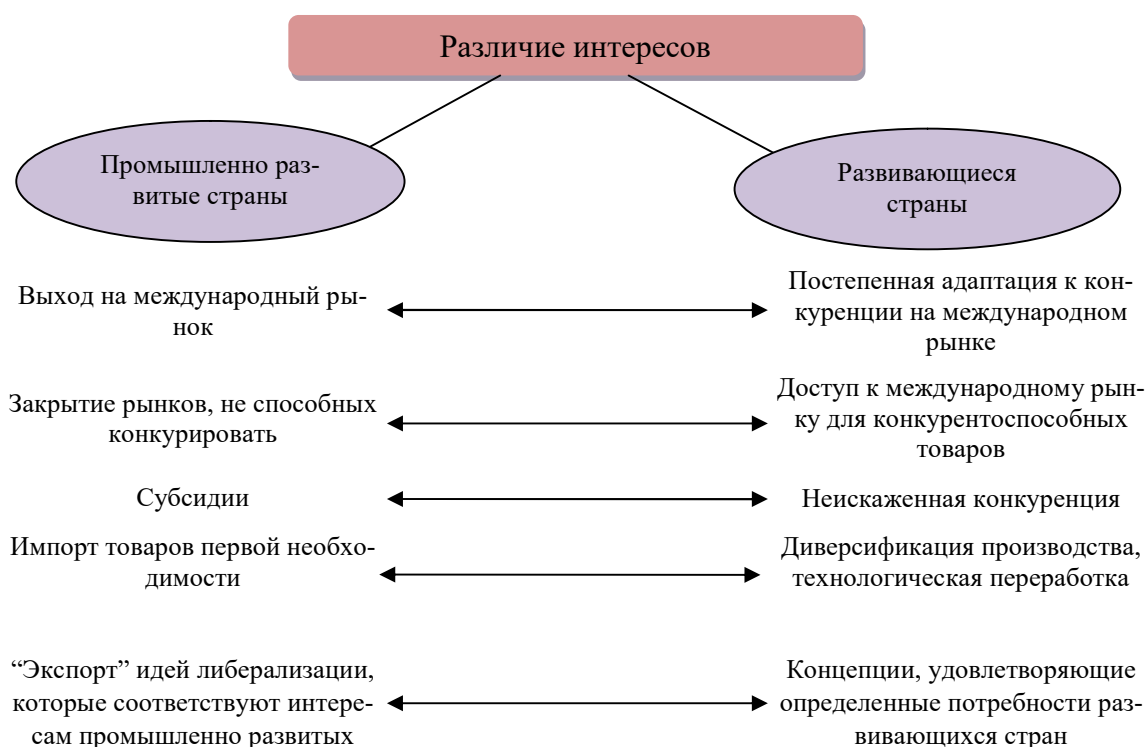 Различие интересов
Промышленно раз-
витые страны
Развивающиеся
страны
Выход на международный ры-
нок
Постепенная адаптация к кон-
куренции на международном
рынке
Закрытие рынков, не способных
конкурировать
Доступ к международному рын-
ку для конкурентоспособных
товаров
Субсидии
Неискаженная конкуренция
Импорт товаров первой необхо-
димости
Диверсификация производства,
технологическая переработка
“Экспорт” идей либерализации,
которые соответствуют интере-
сам промышленно развитых
Концепции, удовлетворяющие
определенные потребности раз-
вивающихся стран